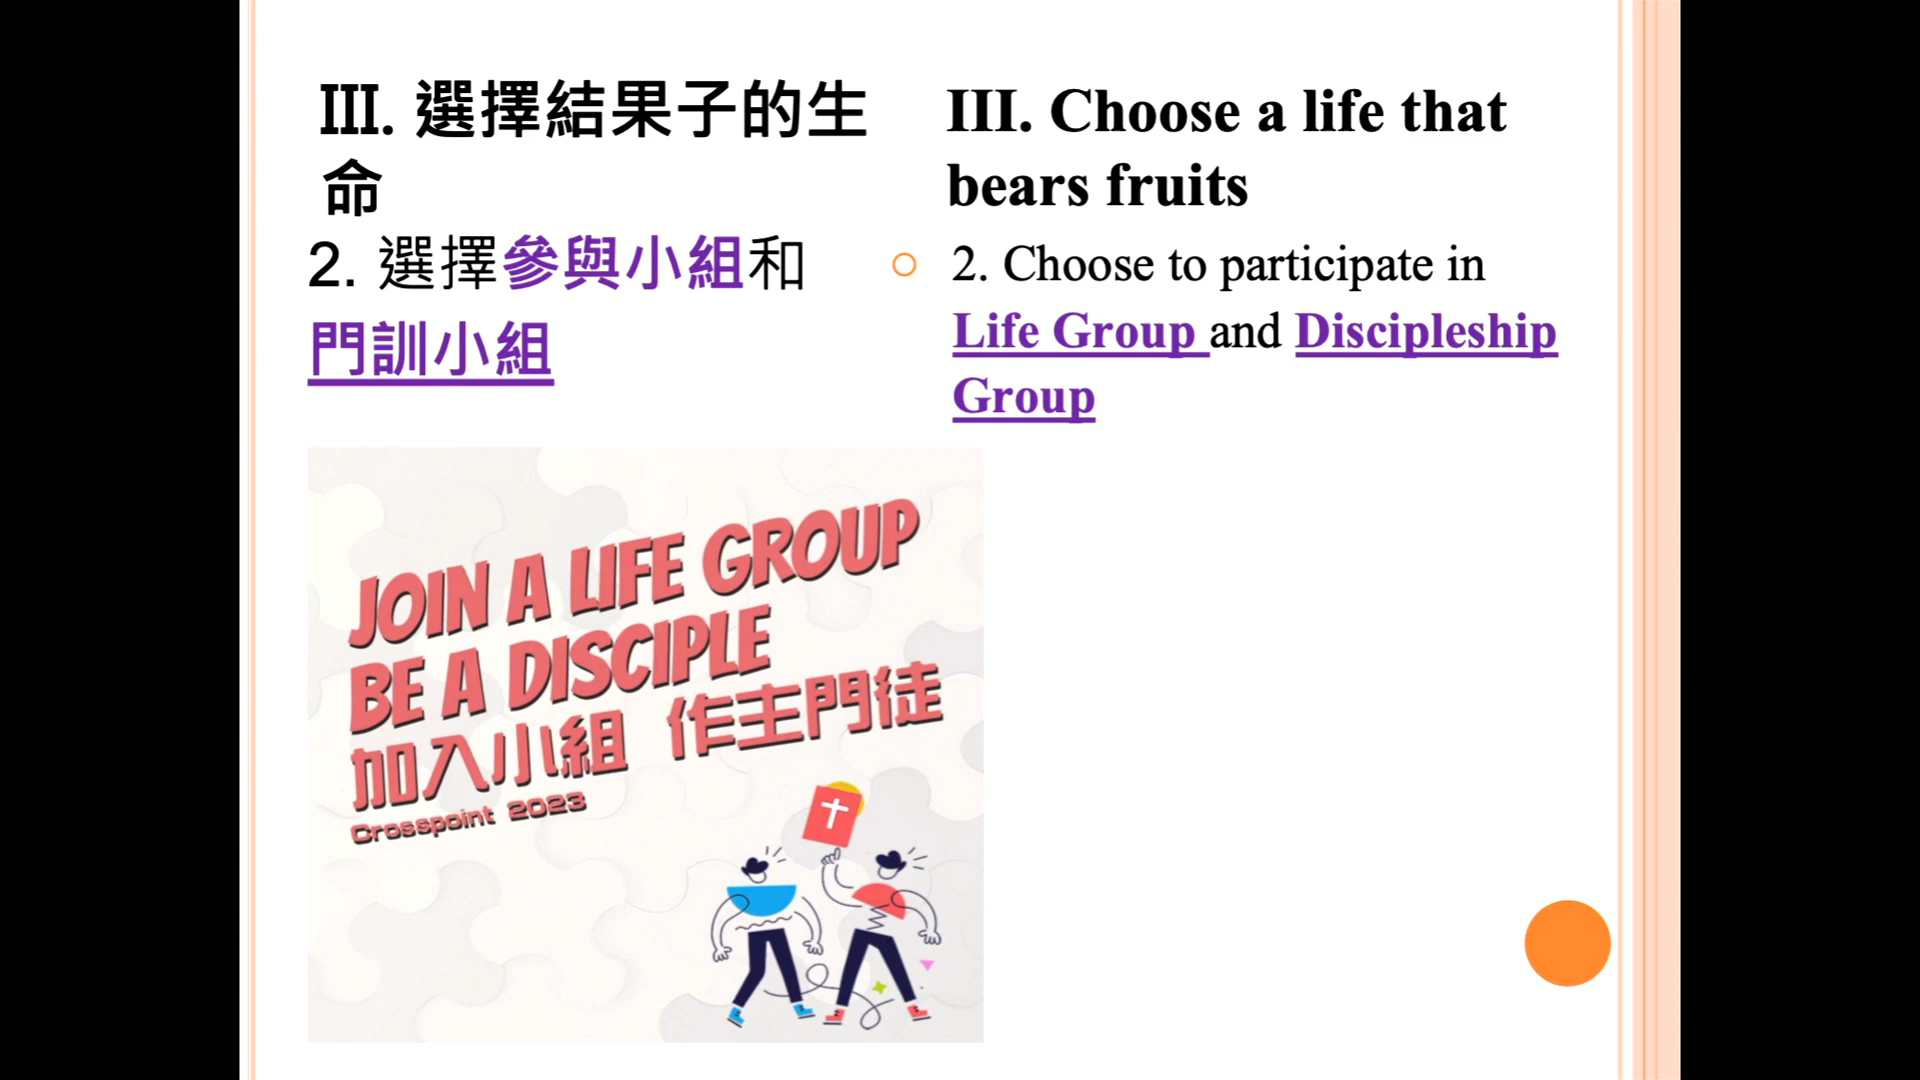 III. 選擇結果子的生
命
2. 選擇參與小組和
門訓小組
III. Choose a life that
bears fruits
2. Choose to participate in
Life Group and Discipleship
Group
JOIN A LIFE GROUP
BE A DISCIPLE
加入小組 作主門徒
Crosspoint 2023